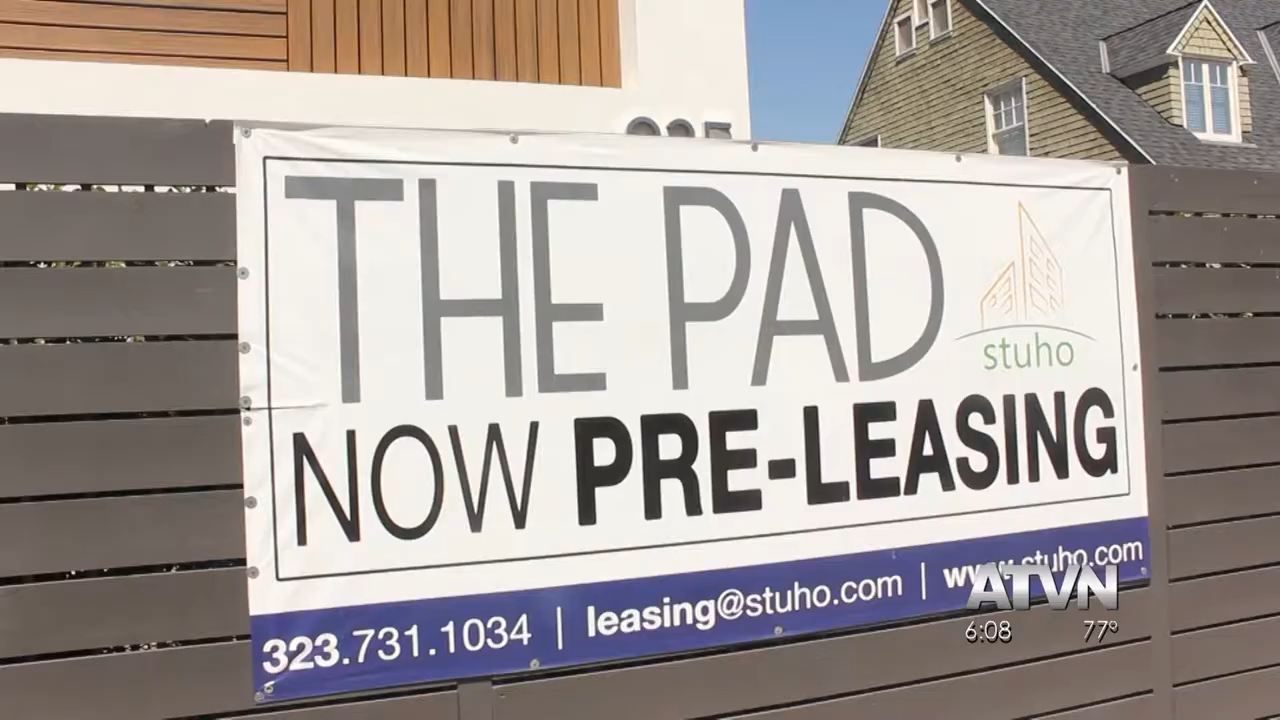 THE PAD
stuho
NOW PRE-LEASING
323.731.1034 | leasing@stuho.com | www.stuho.com
ATVN
6:08 77°